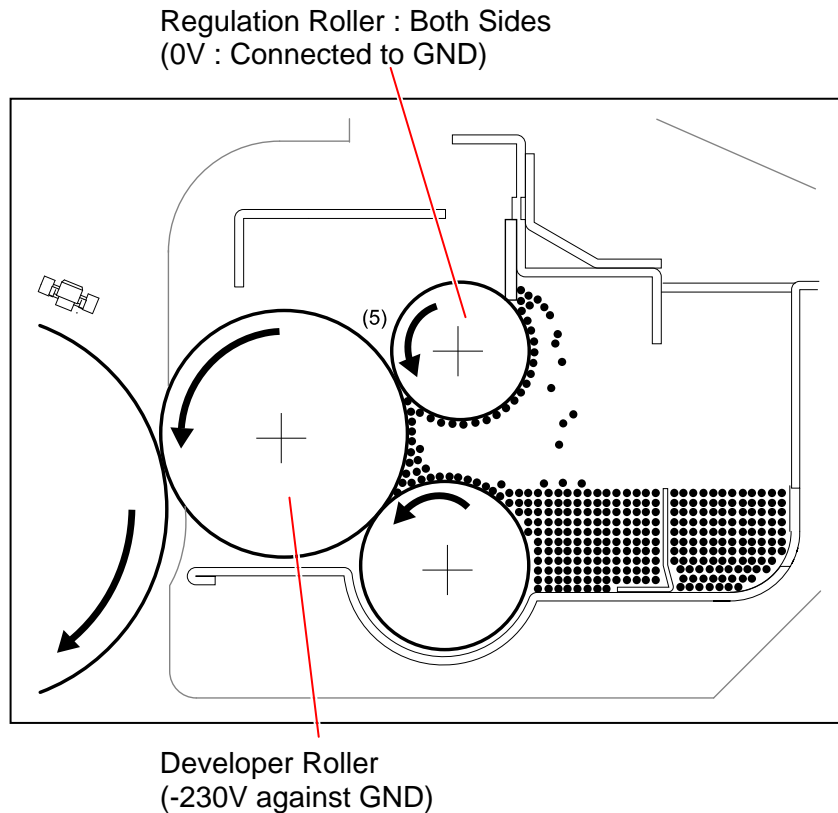 Regulation Roller : Both Sides
(0V : Connected to GND)
(5)
Developer Roller
(-230V against GND)